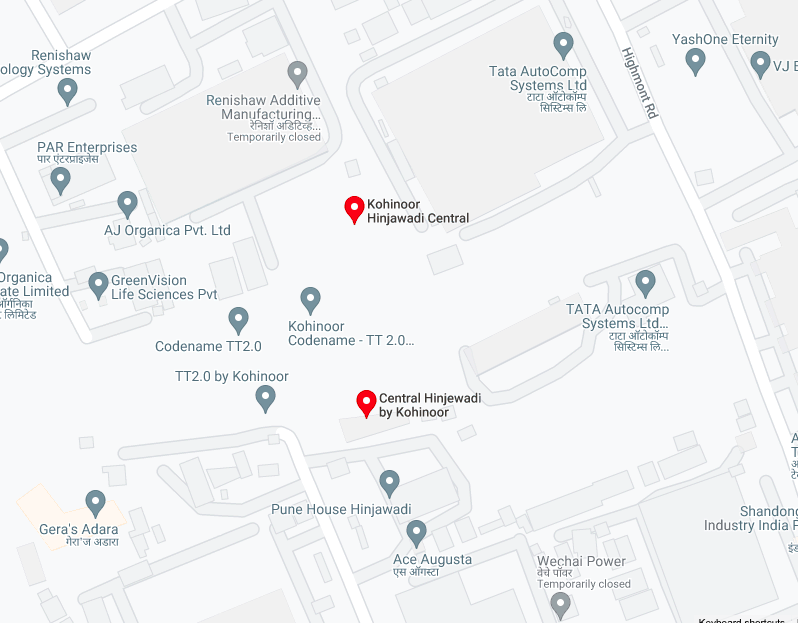 Renishaw
ology Systems
YashOne Eternity
VJ E
Highmont Rd
Tata AutoComp
Systems Ltd
टाटा ऑटोकॉम्प
सिस्टिम्स लि
Renishaw Additive
Manufacturing...
रेनिशॉ अडिटिव्ह...
Temporarily closed
PAR Enterprises
पार एंटरप्राइजेस
Kohinoor
Hinjawadi Central
AJ Organica Pvt. Ltd
Organica
ate Limited
ऑर्गनिका
: लिमिटेड
GreenVision
Life Sciences Pvt
Kohinoor
Codename - TT 2.0...
Codename TT2.0
TATA Autocomp
Systems Ltd...
टाटा ऑटोकॉम्प
सिस्टिम्स लि...
TT2.0 by Kohinoor
Central Hinjewadi
by Kohinoor
Pune House Hinjawadi
Gera's Adara
गेरा'ज अडारा
Shandong
Industry India P
Ace Augusta
एस ऑगस्टा
Wechai Power
वेचे पॉवर
Temporarily closed
Keyboard shortcuts